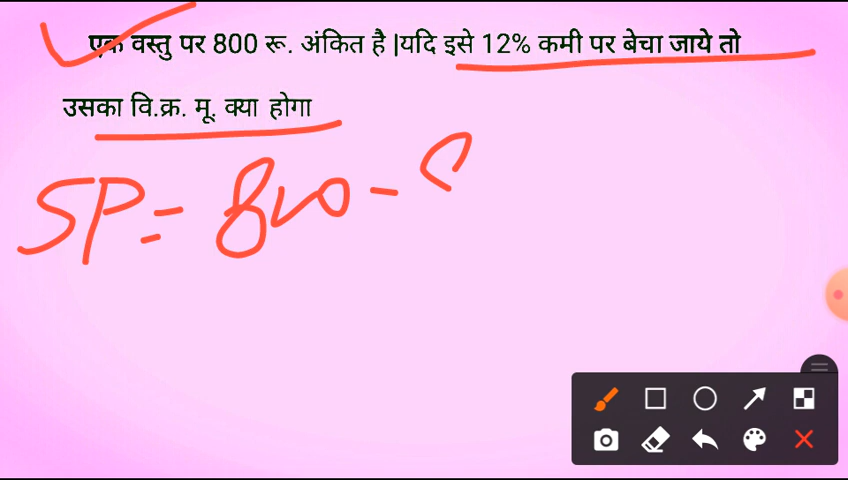 एक वस्तु पर 800 रू. अंकित है |यदि इसे 12% कमी पर बेचा जाये तो
उसका वि.क्र. मू. क्या होगा
SP = 800 -